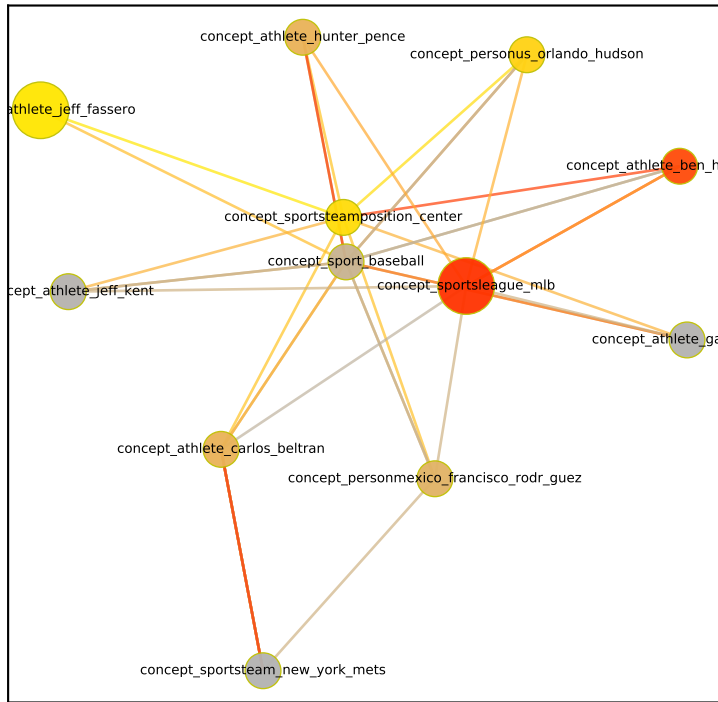 concept_athlete_hunter_pence
concept_personus_orlando_hudson
athlete_jeff_fassero
concept_athlete_ben_h
concept_sportsteamposition_center
concept_sport_baseball
concept_sportsleague_mlb
cept_athlete_jeff_kent
concept_athlete_ga
concept_athlete_carlos_beltran
concept_personmexico_francisco_rodr_guez
concept_sportsteam_new_york_mets